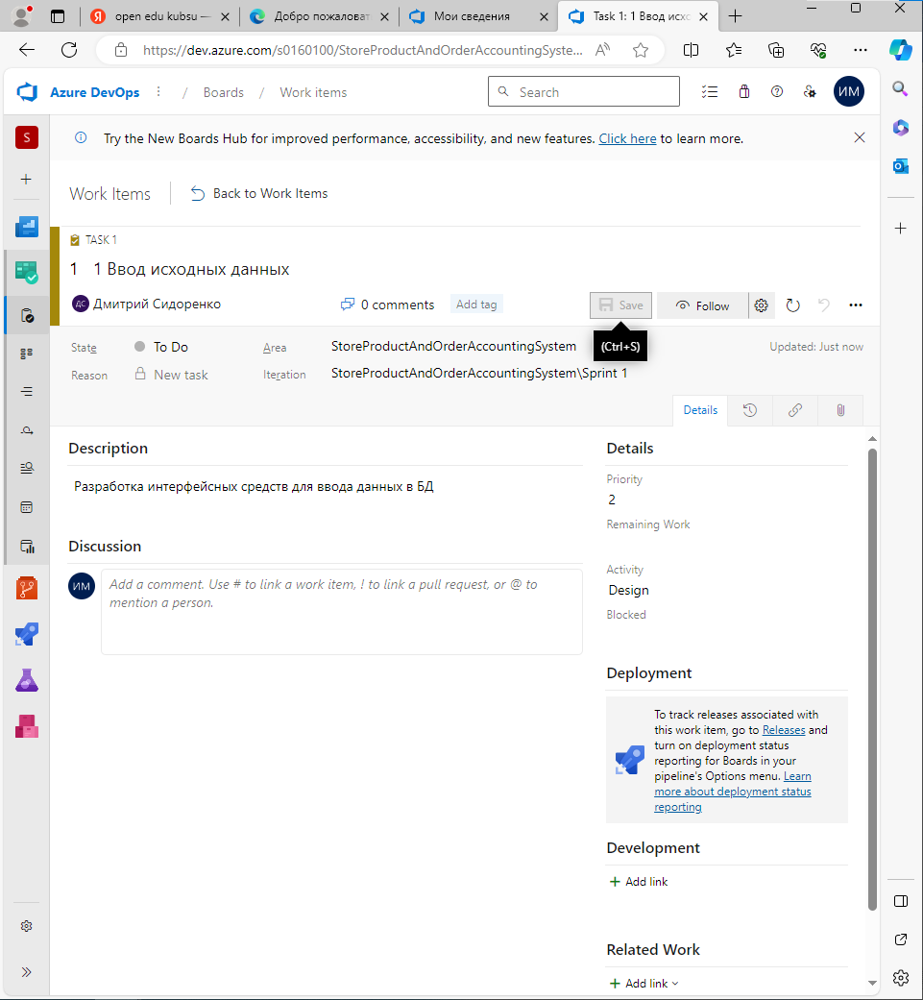 open edu kubsu —
Добро пожаловат
Мои сведения
Task 1: 1 Ввод исхо
https://dev.azure.com/s0160100/StoreProductAndOrderAccountingSyste...
Azure DevOps / Boards / Work items
Search
ИМ
S
Try the New Boards Hub for improved performance, accessibility, and new features. Click here to learn more.
Work Items
Back to Work Items
TASK 1
1 1 Ввод исходных данных
ДС Дмитрий Сидоренко
0 comments
Add tag
Save
Follow
(Ctrl+S)
State To Do
Area StoreProductAndOrderAccountingSystem
Updated: Just now
Reason New task
Iteration StoreProductAndOrderAccountingSystem\Sprint 1
Details
Description
Разработка интерфейсных средств для ввода данных в БД
Discussion
ИМ
Add a comment. Use # to link a work item, ! to link a pull request, or @ to
mention a person.
Details
Priority
2
Remaining Work
Activity
Design
Blocked
Deployment
To track releases associated with
this work item, go to Releases and
turn on deployment status
reporting for Boards in your
pipeline's Options menu. Learn
more about deployment status
reporting
Development
+ Add link
Related Work
+ Add link